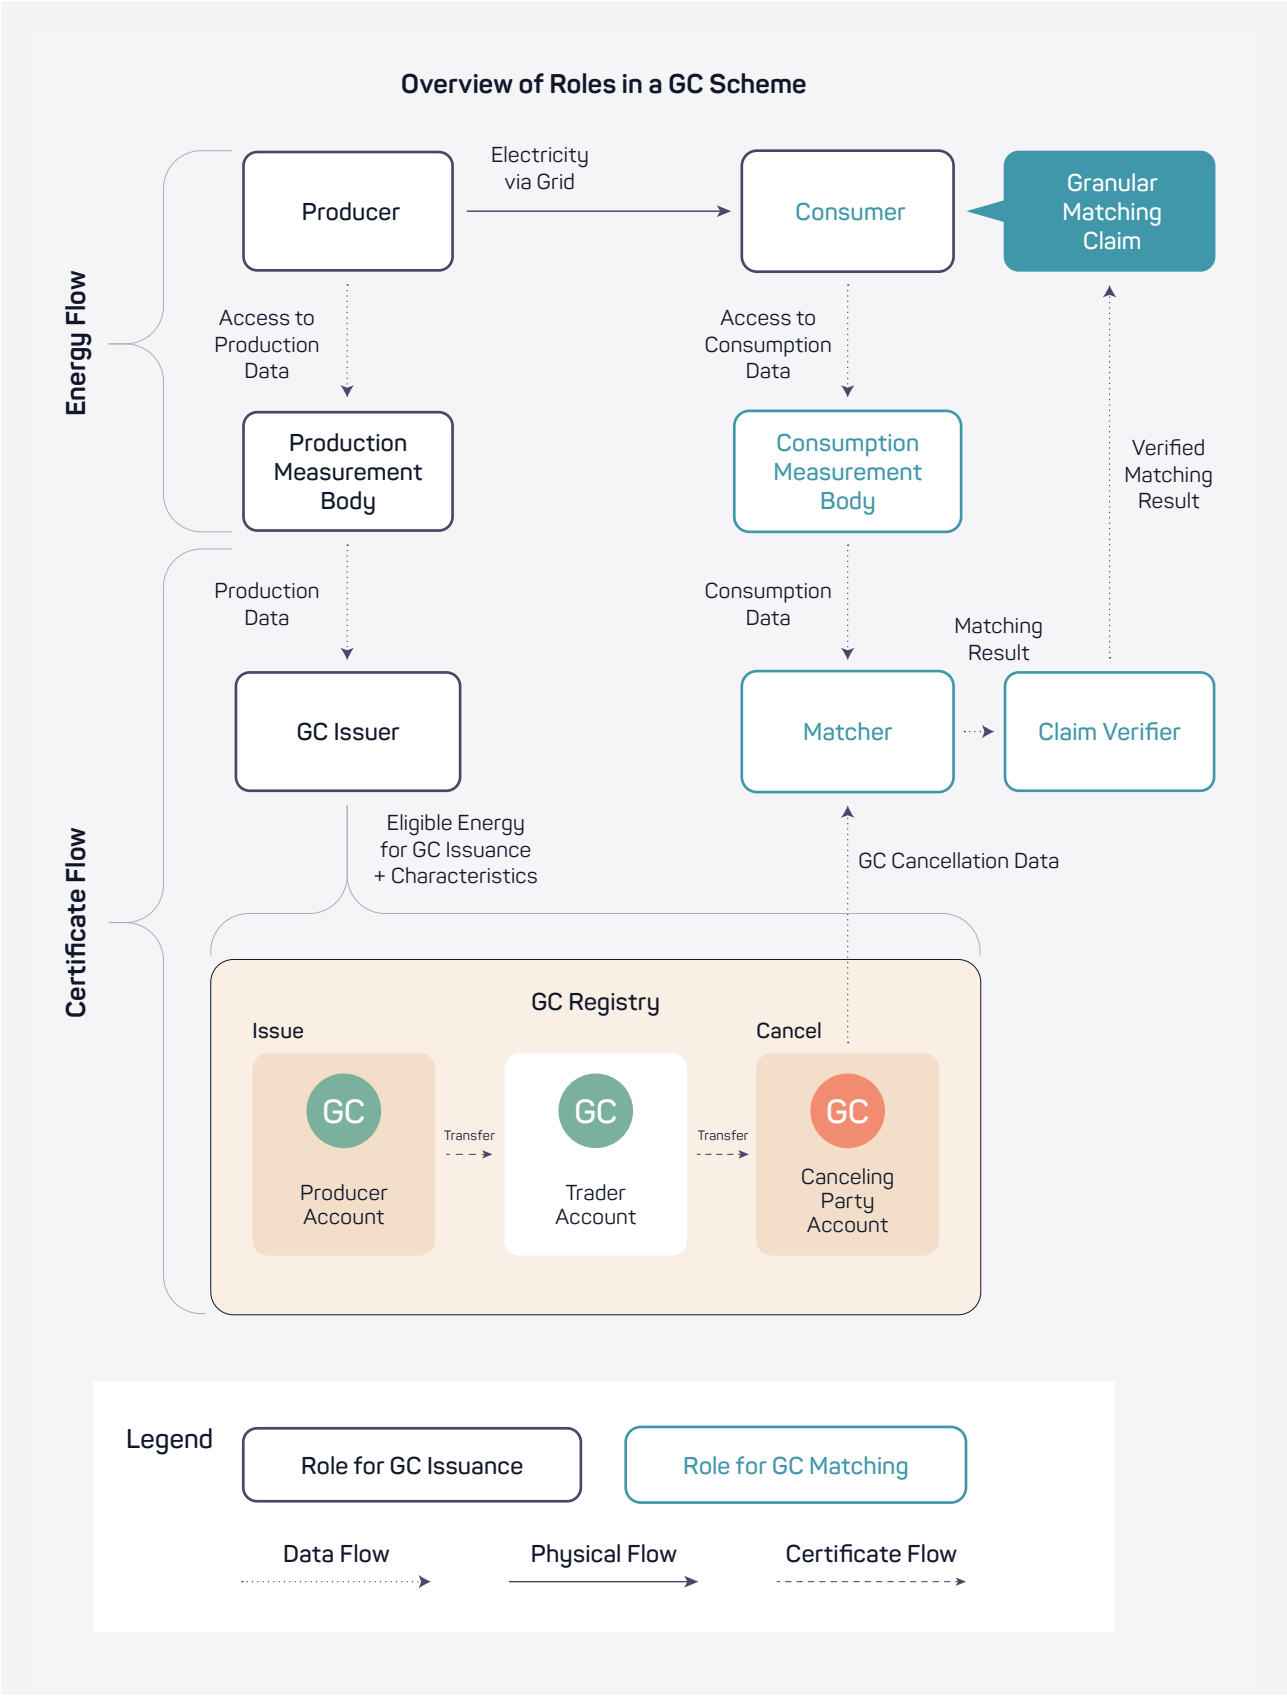 Overview of Roles in a GC Scheme
Energy Flow
Producer
Electricity
via Grid
Consumer
Granular
Matching
Claim
Access to
Production
Data
Access to
Consumption
Data
Production
Measurement
Body
Consumption
Measurement
Body
Verified
Matching
Result
Certificate Flow
Production
Data
Consumption
Data
Matching
Result
GC Issuer
Matcher
Claim Verifier
Eligible Energy
for GC Issuance
+ Characteristics
GC Cancellation Data
GC Registry
Issue
Cancel
GC
Producer
Account
Transfer
GC
Trader
Account
Transfer
GC
Canceling
Party
Account
Legend
Role for GC Issuance
Role for GC Matching
Data Flow
Physical Flow
Certificate Flow